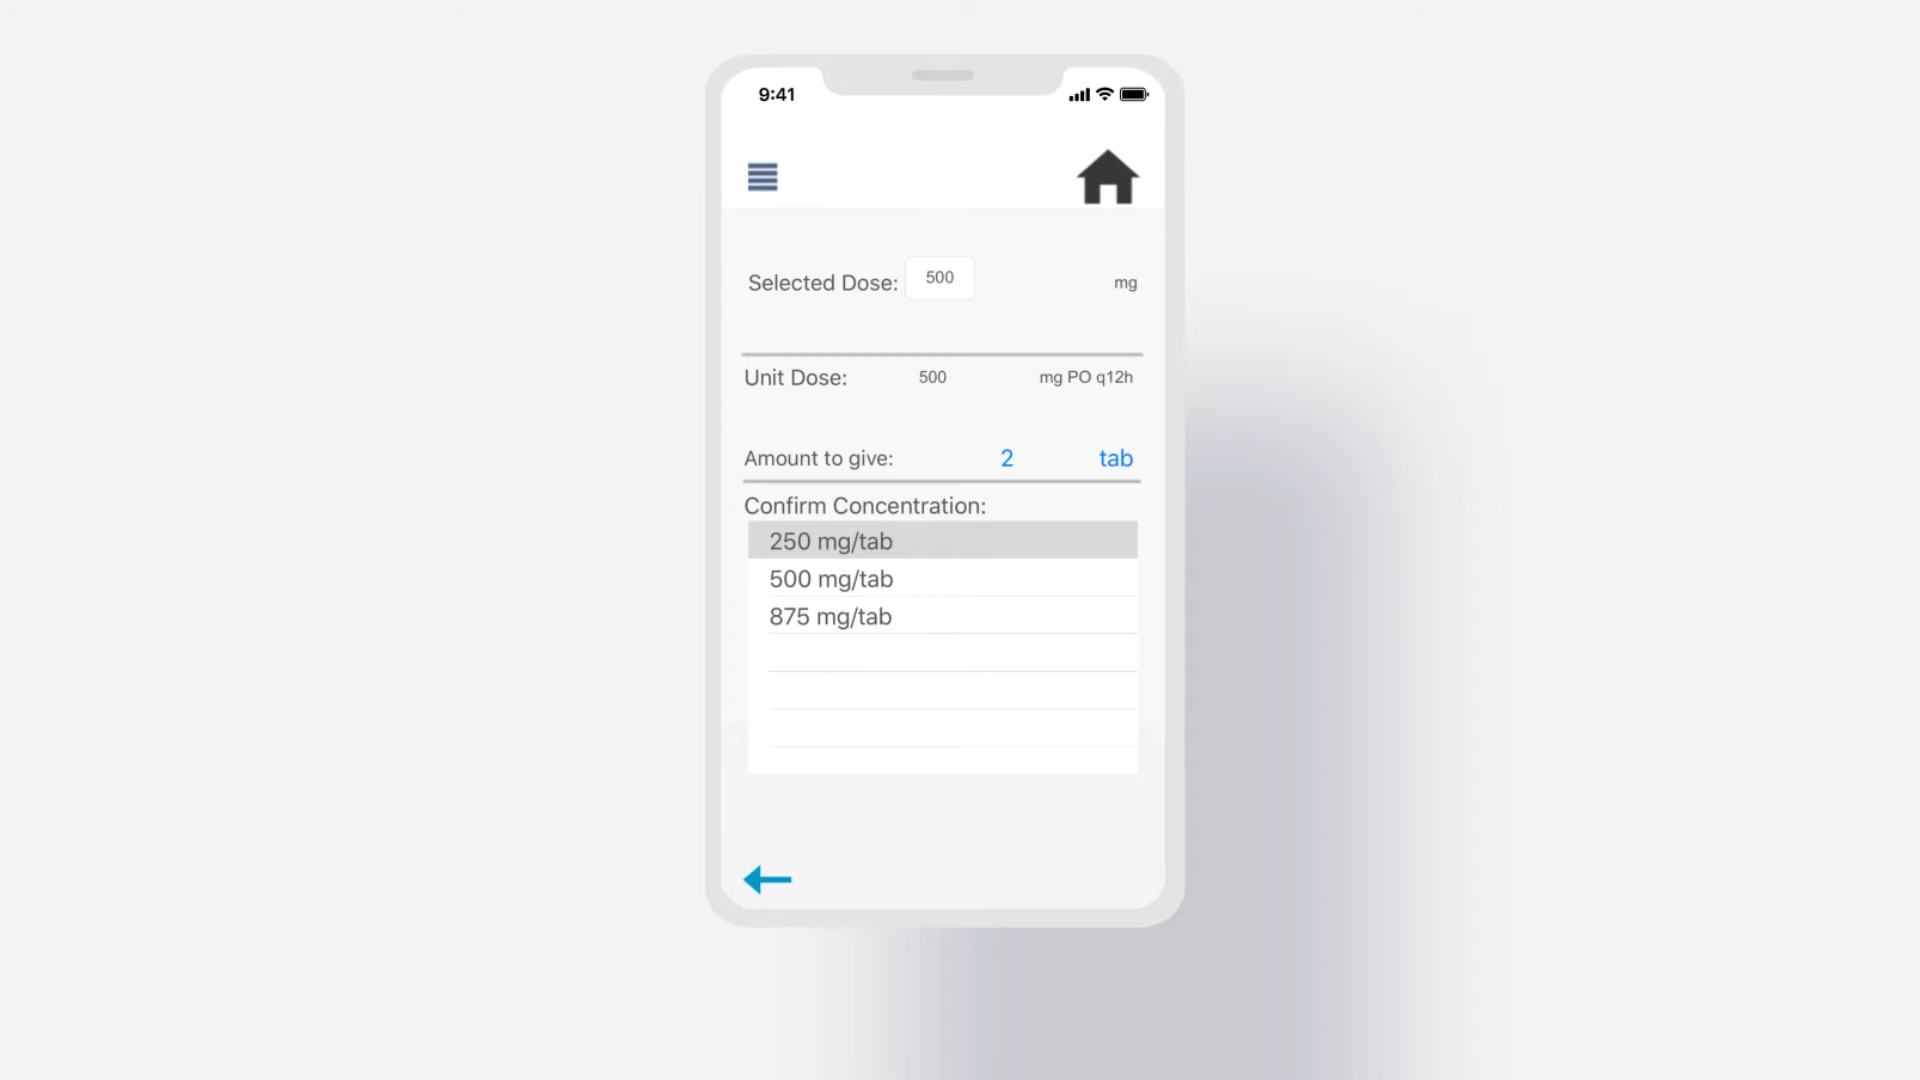 9:41
Selected Dose: 500 mg
Unit Dose: 500 mg PO q12h
Amount to give: 2 tab
Confirm Concentration:
250 mg/tab
500 mg/tab
875 mg/tab